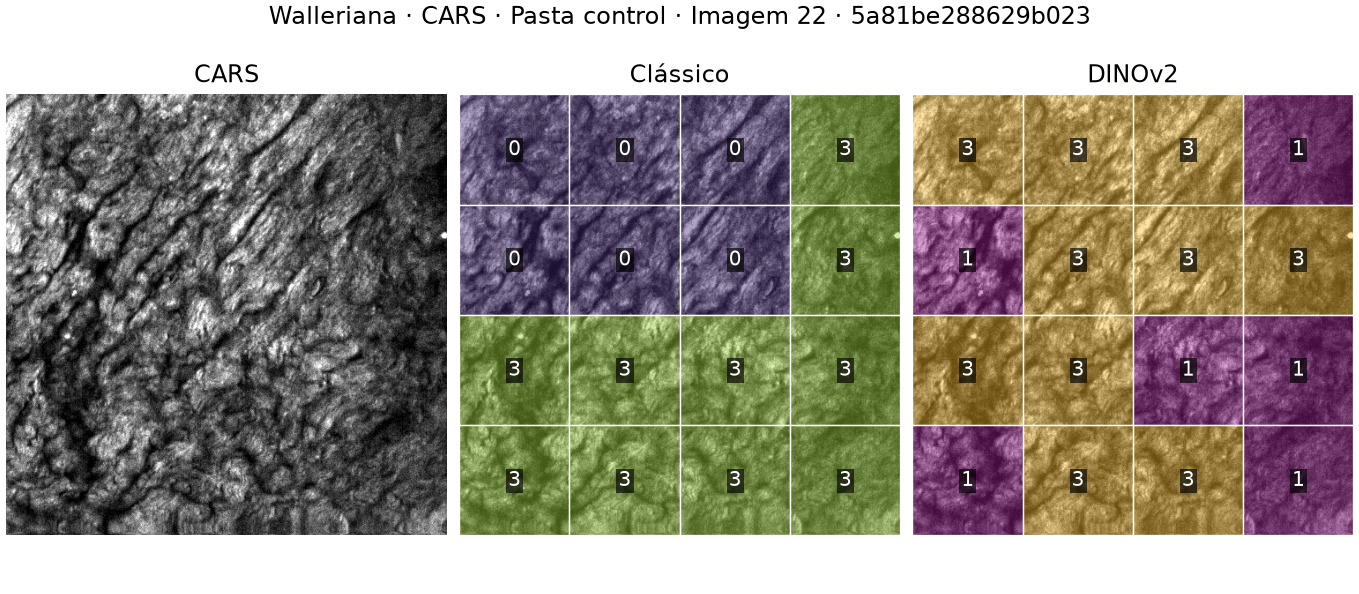 Walleriana · CARS · Pasta control · Imagem 22 · 5a81be288629b023
CARS
Clássico
DINOv2
0 0 0 3
0 0 0 3
3 3 3 3
3 3 3 3
3 3 3 1
1 3 3 3
3 3 1 1
1 3 3 1